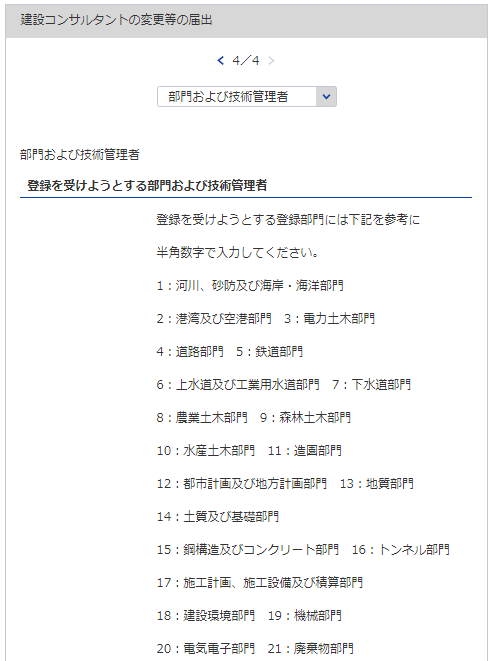 建設コンサルタントの変更等の届出
4／4
部門および技術管理者
部門および技術管理者
登録を受けようとする部門および技術管理者
登録を受けようとする登録部門には下記を参考に
半角数字で入力してください。
1：河川、砂防及び海岸・海洋部門
2：港湾及び空港部門　3：電力土木部門
4：道路部門　5：鉄道部門
6：上水道及び工業用水道部門　7：下水道部門
8：農業土木部門　9：森林土木部門
10：水産土木部門　11：造園部門
12：都市計画及び地方計画部門　13：地質部門
14：土質及び基礎部門
15：鋼構造及びコンクリート部門　16：トンネル部門
17：施工計画、施工設備及び積算部門
18：建設環境部門　19：機械部門
20：電気電子部門　21：廃棄物部門